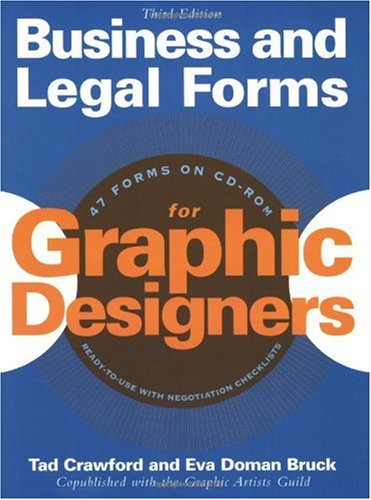 Third Edition
Business and
Legal Forms
47 FORMS ON CD-ROM
for
Graphic
Designers
READY-TO-USE WITH NEGOTIATION CHECKLISTS
Tad Crawford and Eva Doman Bruck
Copublished with the Graphic Artists Guild